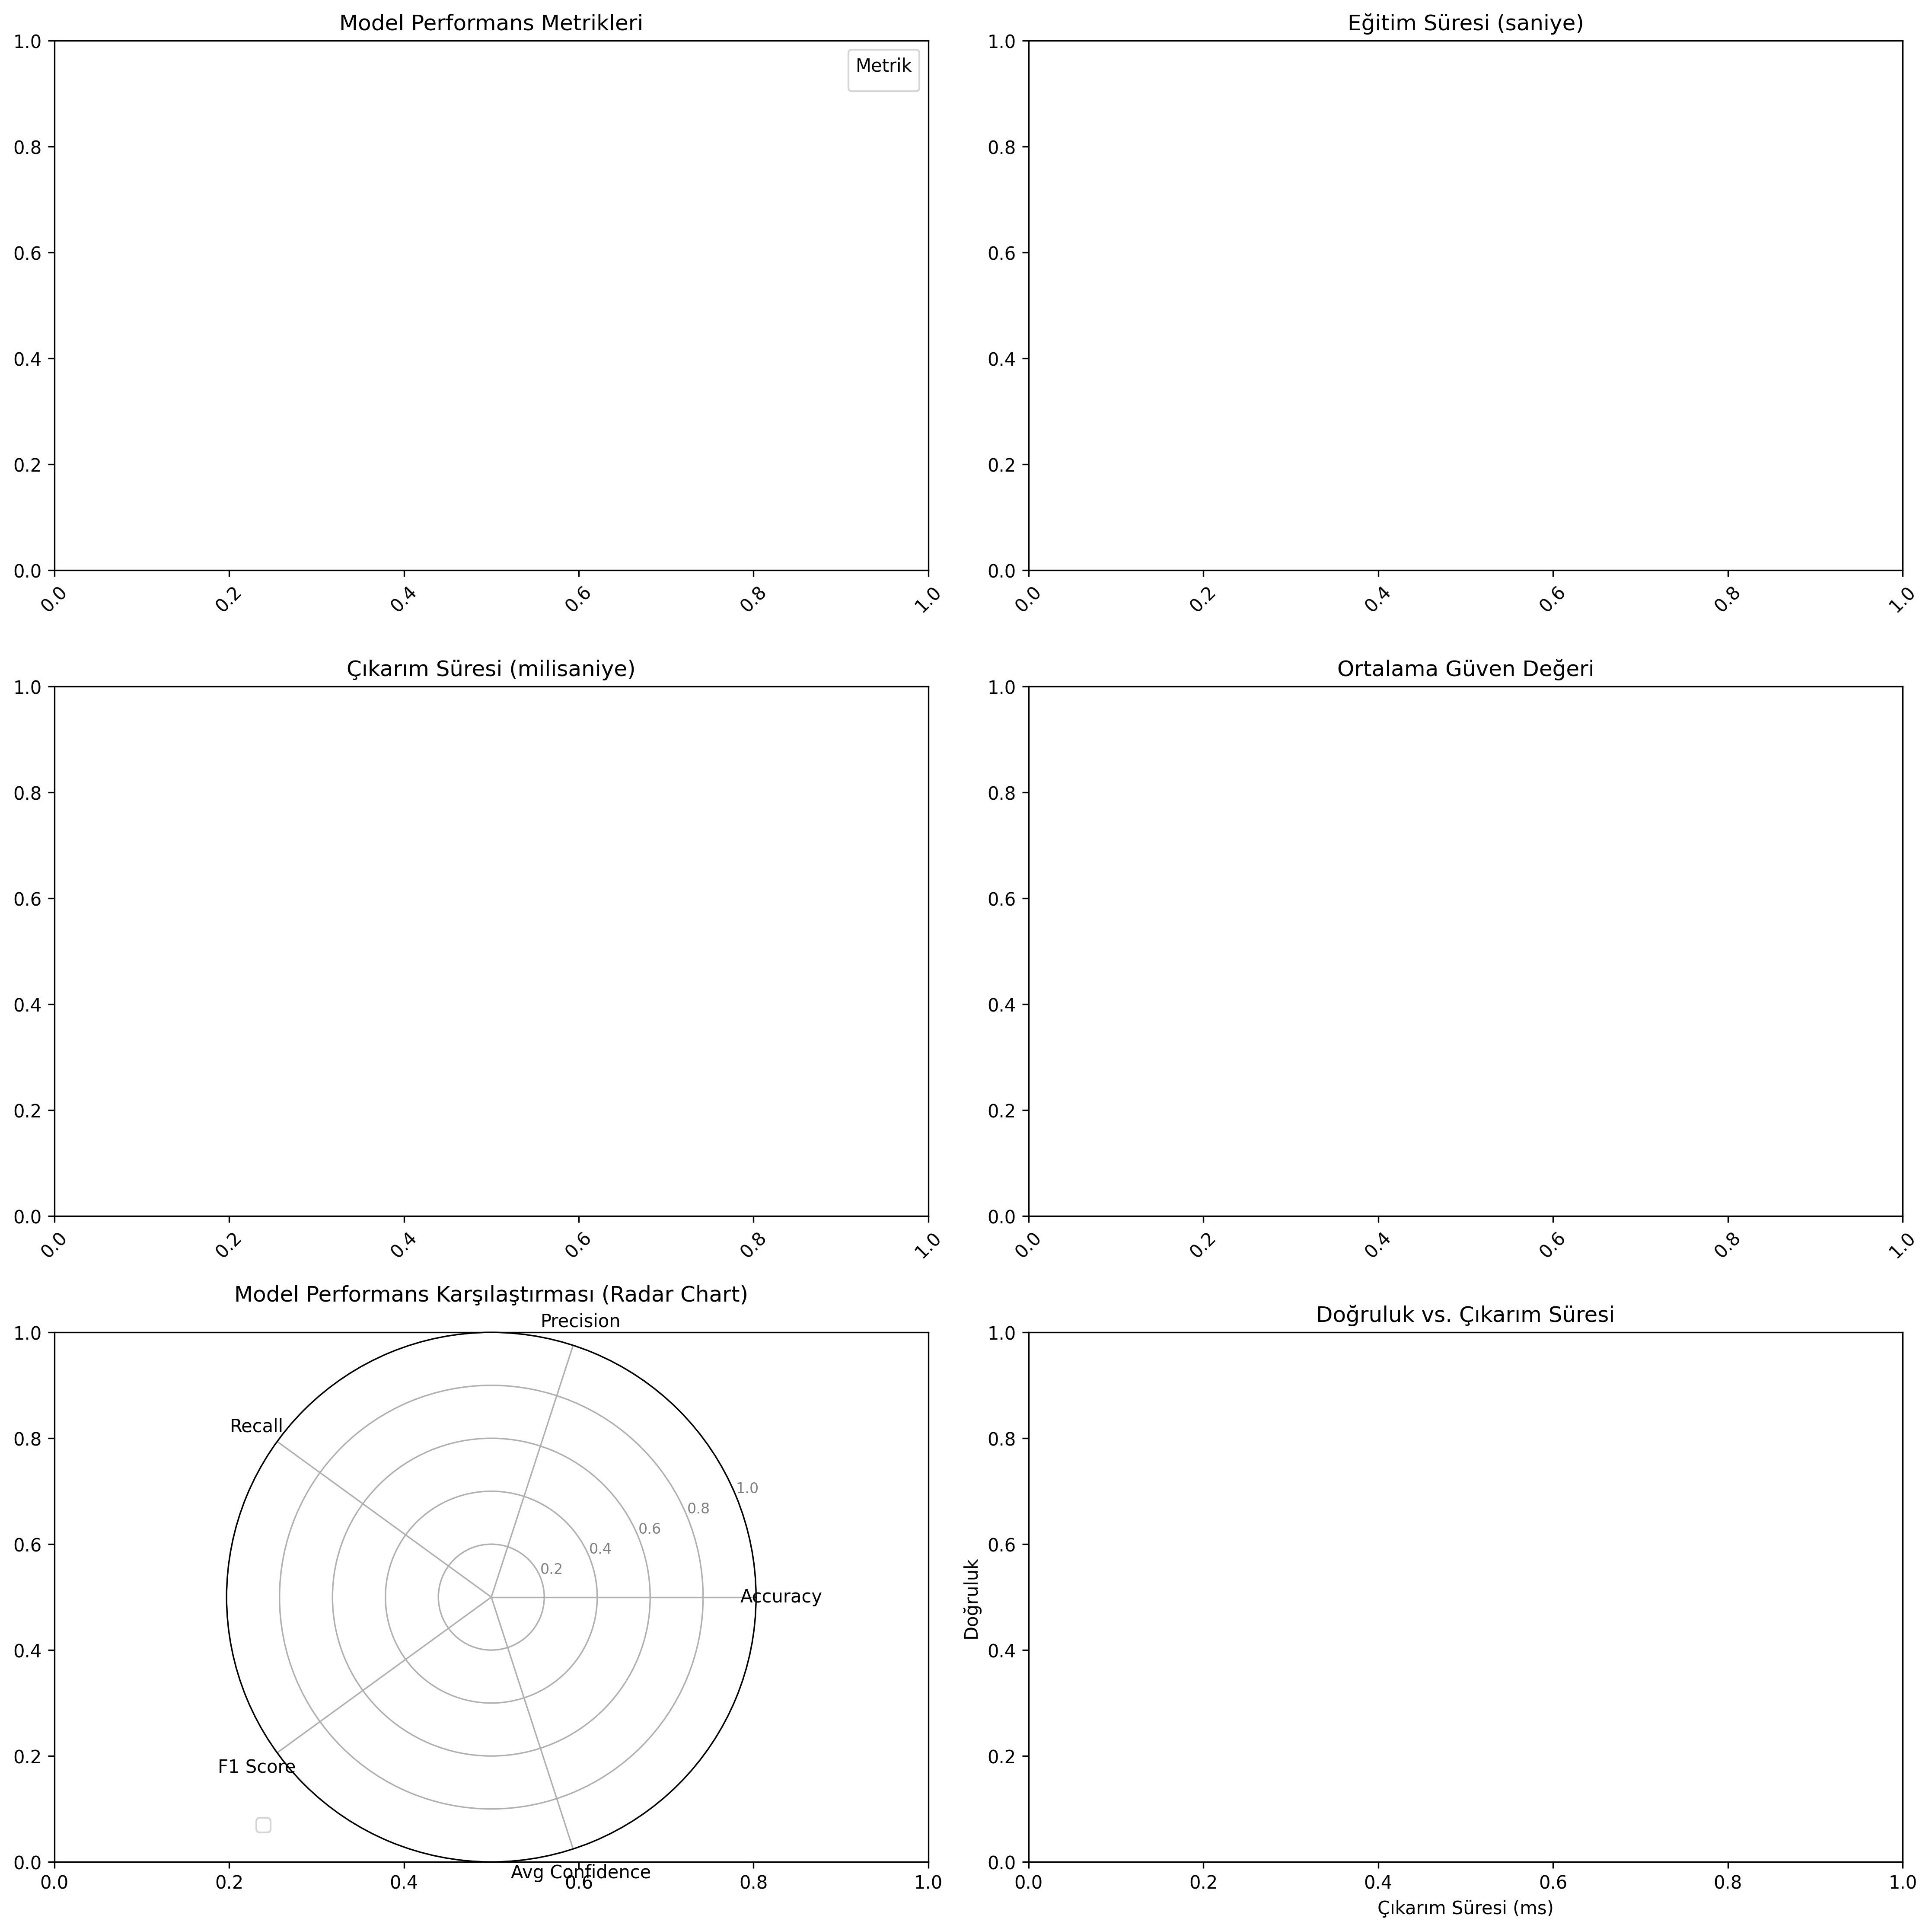 Model Performans Metrikleri
Metrik
1.0
0.8
0.6
0.4
0.2
0.0
0.0 0.2 0.4 0.6 0.8 1.0
Eğitim Süresi (saniye)
1.0
0.8
0.6
0.4
0.2
0.0
0.0 0.2 0.4 0.6 0.8 1.0
Çıkarım Süresi (milisaniye)
1.0
0.8
0.6
0.4
0.2
0.0
0.0 0.2 0.4 0.6 0.8 1.0
Ortalama Güven Değeri
1.0
0.8
0.6
0.4
0.2
0.0
0.0 0.2 0.4 0.6 0.8 1.0
Model Performans Karşılaştırması (Radar Chart)
Precision
1.0
0.8
0.6
0.4
0.2
0.0
Recall
1.0
0.8
0.6
0.4
0.2
Accuracy
F1 Score
Avg Confidence
0.0 0.2 0.4 0.6 0.8 1.0
Doğruluk vs. Çıkarım Süresi
Doğruluk
1.0
0.8
0.6
0.4
0.2
0.0
0.0 0.2 0.4 0.6 0.8 1.0
Çıkarım Süresi (ms)